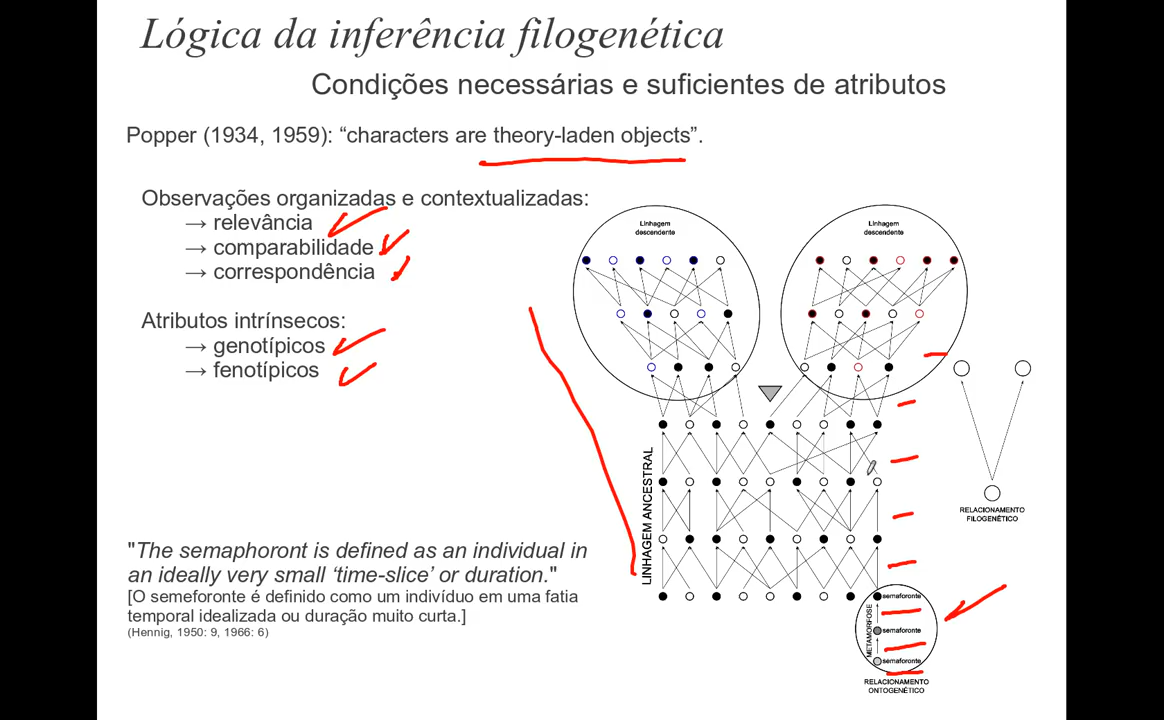 Lógica da inferência filogenética
Condições necessárias e suficientes de atributos
Popper (1934, 1959): “characters are theory-laden objects”.
Observações organizadas e contextualizadas:
→ relevância
→ comparabilidade
→ correspondência
Atributos intrínsecos:
→ genotípicos
→ fenotípicos
"The semaphoront is defined as an individual in
an ideally very small ‘time-slice’ or duration."
[O semeforonte é definido como um indivíduo em uma fatia
temporal idealizada ou duração muito curta.]
(Hennig, 1950: 9, 1966: 6)
Linhagem
descendente
Linhagem
descendente
LINHAGEM ANCESTRAL
RELACIONAMENTO
FILOGENÉTICO
semaforonte
METAMORFOSE
semaforonte
semaforonte
RELACIONAMENTO
ONTOGENÉTICO